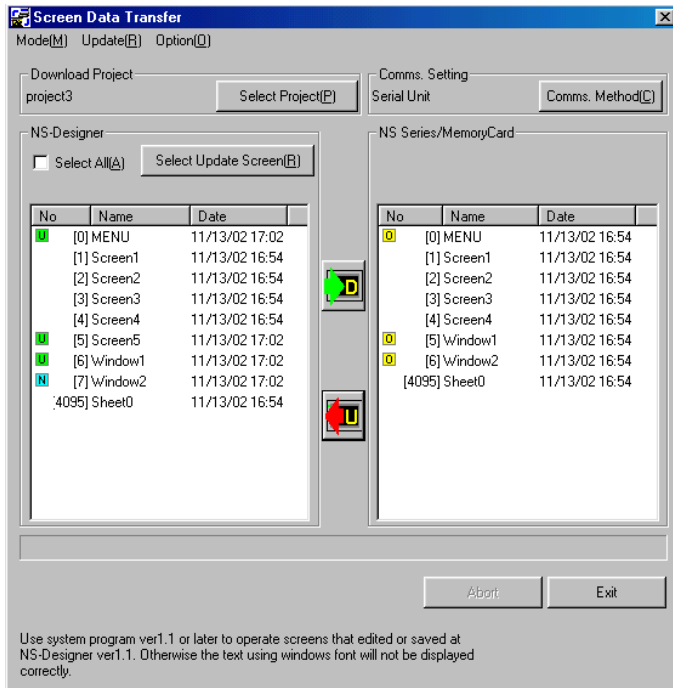 Screen Data Transfer
Mode(M) Update(R) Option(O)
Download Project
project3
Select Project(P)
Comms. Setting
Serial Unit
Comms. Method(C)
NS-Designer
Select All(A)
Select Update Screen(R)
No Name Date
U [0] MENU 11/13/02 17:02
[1] Screen1 11/13/02 16:54
[2] Screen2 11/13/02 16:54
[3] Screen3 11/13/02 16:54
[4] Screen4 11/13/02 16:54
U [5] Screen5 11/13/02 17:02
U [6] Window1 11/13/02 17:02
N [7] Window2 11/13/02 17:02
[4095] Sheet0 11/13/02 16:54
D
U
NS Series/MemoryCard
No Name Date
O [0] MENU 11/13/02 16:54
[1] Screen1 11/13/02 16:54
[2] Screen2 11/13/02 16:54
[3] Screen3 11/13/02 16:54
[4] Screen4 11/13/02 16:54
O [5] Window1 11/13/02 16:54
O [6] Window2 11/13/02 16:54
[4095] Sheet0 11/13/02 16:54
Abort
Exit
Use system program ver1.1 or later to operate screens that edited or saved at
NS-Designer ver1.1. Otherwise the text using windows font will not be displayed
correctly.